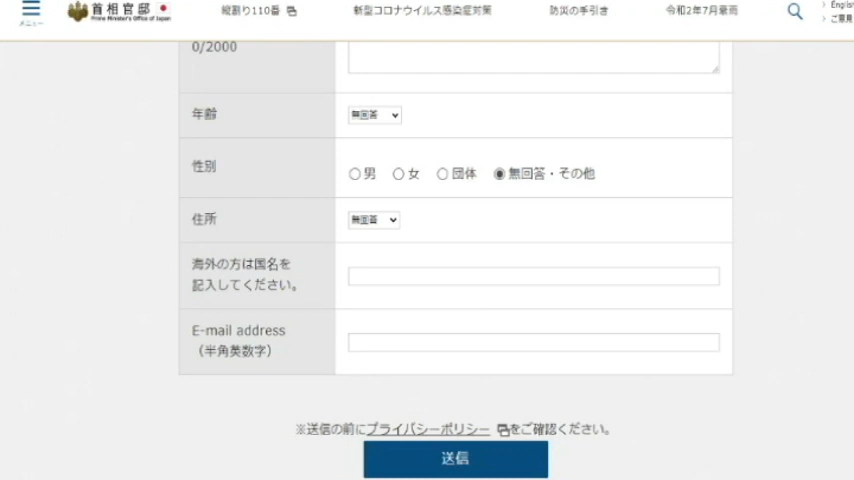 メニュー
首相官邸
Prime Minister's Office of Japan
縦割り110番
新型コロナウイルス感染症対策
防災の手引き
令和2年7月豪雨
English
ご意見
0/2000
年齢
無回答
性別
男 女 団体 無回答・その他
住所
無回答
海外の方は国名を
記入してください。
E-mail address
（半角英数字）
※送信の前にプライバシーポリシー をご確認ください。
送信